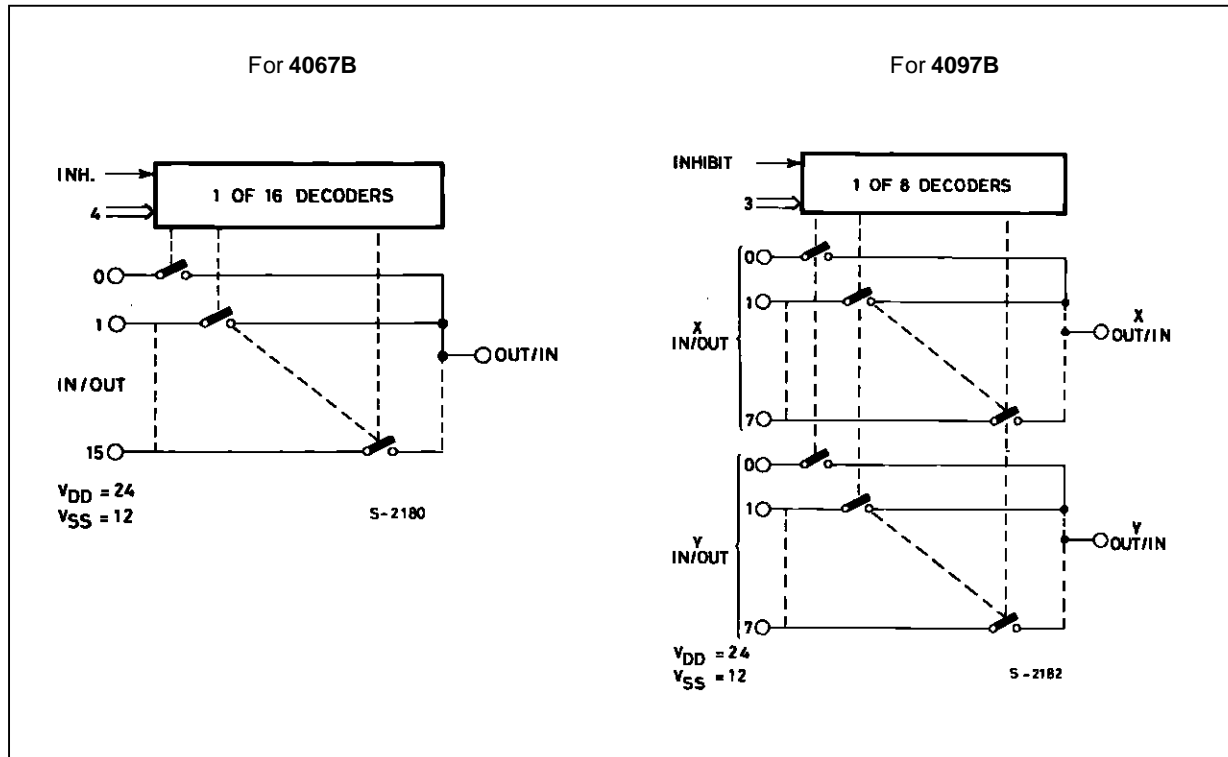 For 4067B
INH.
1 OF 16 DECODERS
4
0
1
IN/OUT
15
OUT/IN
VDD = 24
VSS = 12
S-2180
For 4097B
INHIBIT
1 OF 8 DECODERS
3
0
1
X
IN/OUT
7
X
OUT/IN
0
1
Y
IN/OUT
7
Y
OUT/IN
VDD = 24
VSS = 12
S-2182